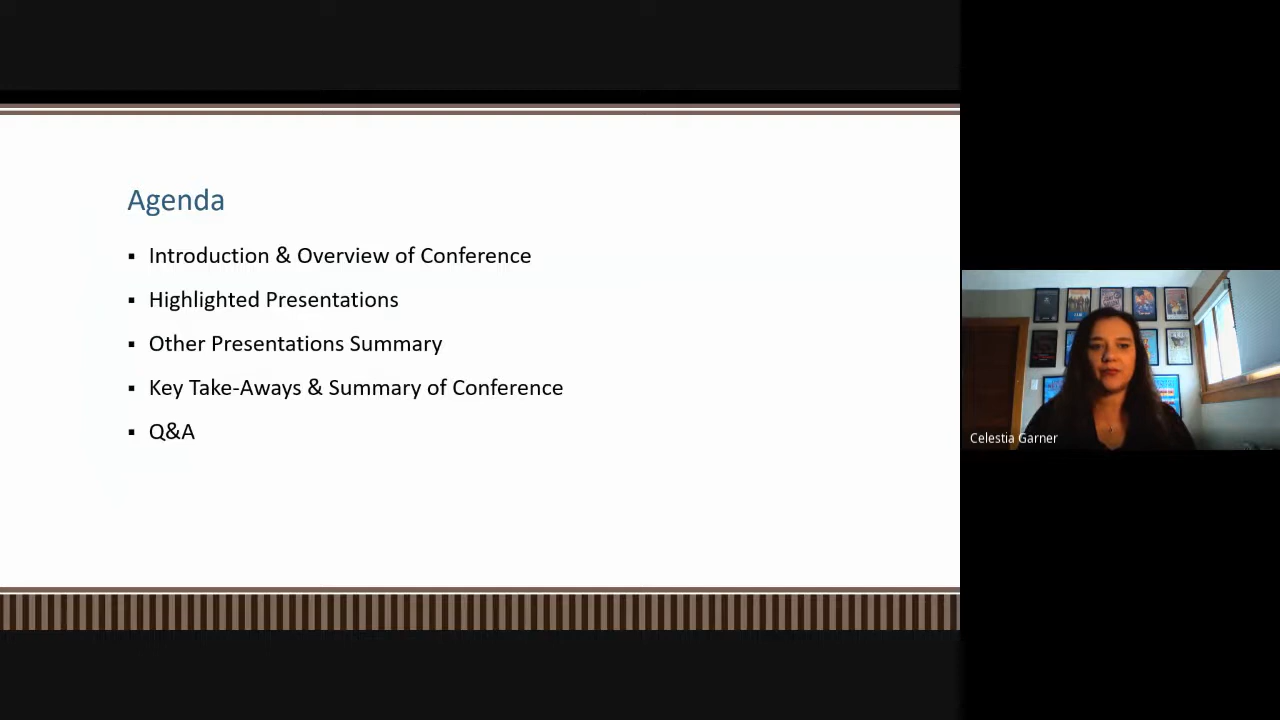 Agenda
▪ Introduction & Overview of Conference
▪ Highlighted Presentations
▪ Other Presentations Summary
▪ Key Take-Aways & Summary of Conference
▪ Q&A
Celestia Garner